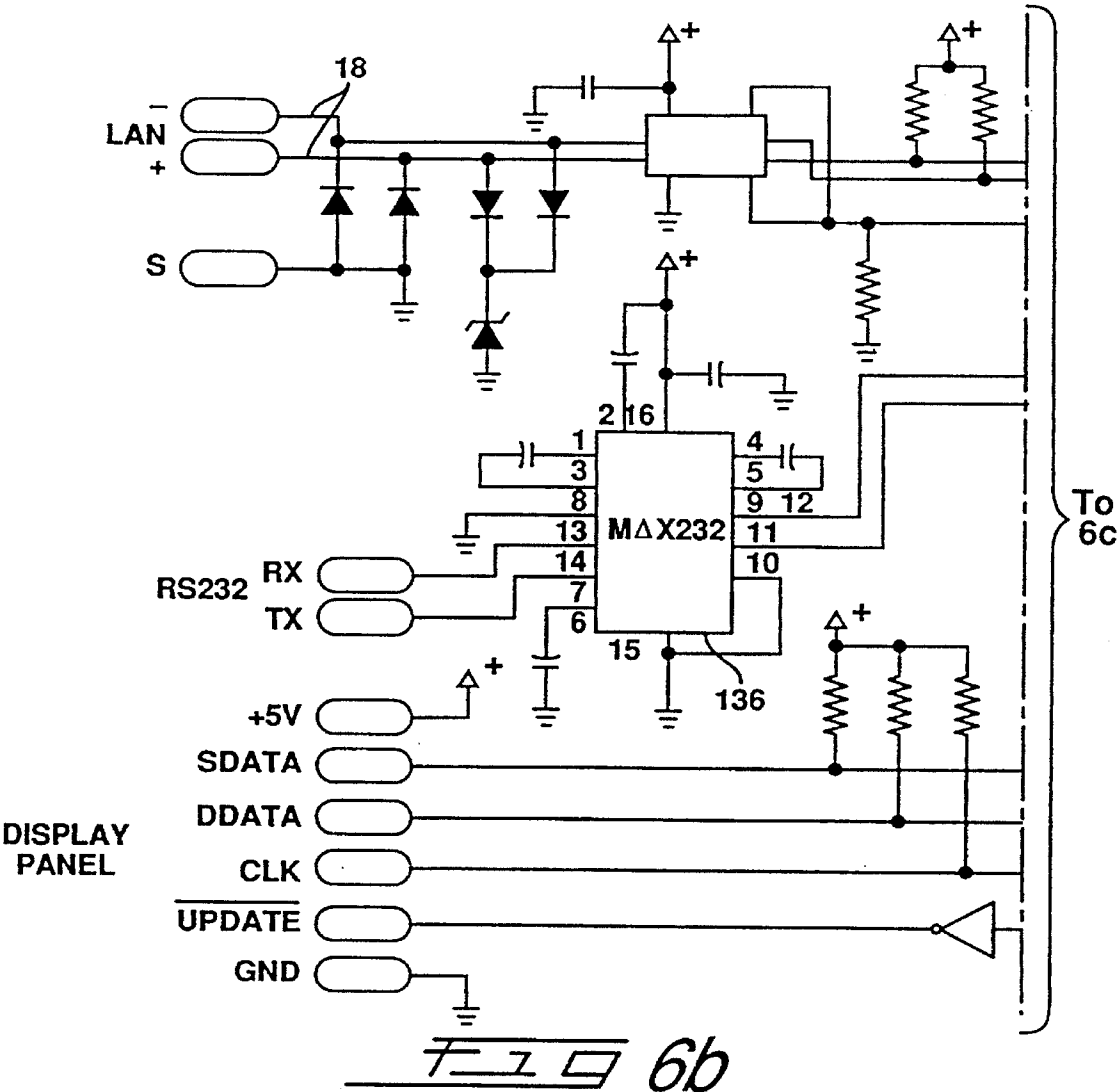 +
+
18
−
LAN
+
S
+
2 16
1
3
8
13
14
7
6
15
4
5
9 12
11
10
MΔX232
136
To
6c
RS232
RX
TX
+
+
+5V
SDATA
DDATA
CLK
UPDATE
GND
DISPLAY
PANEL
Fig 6b